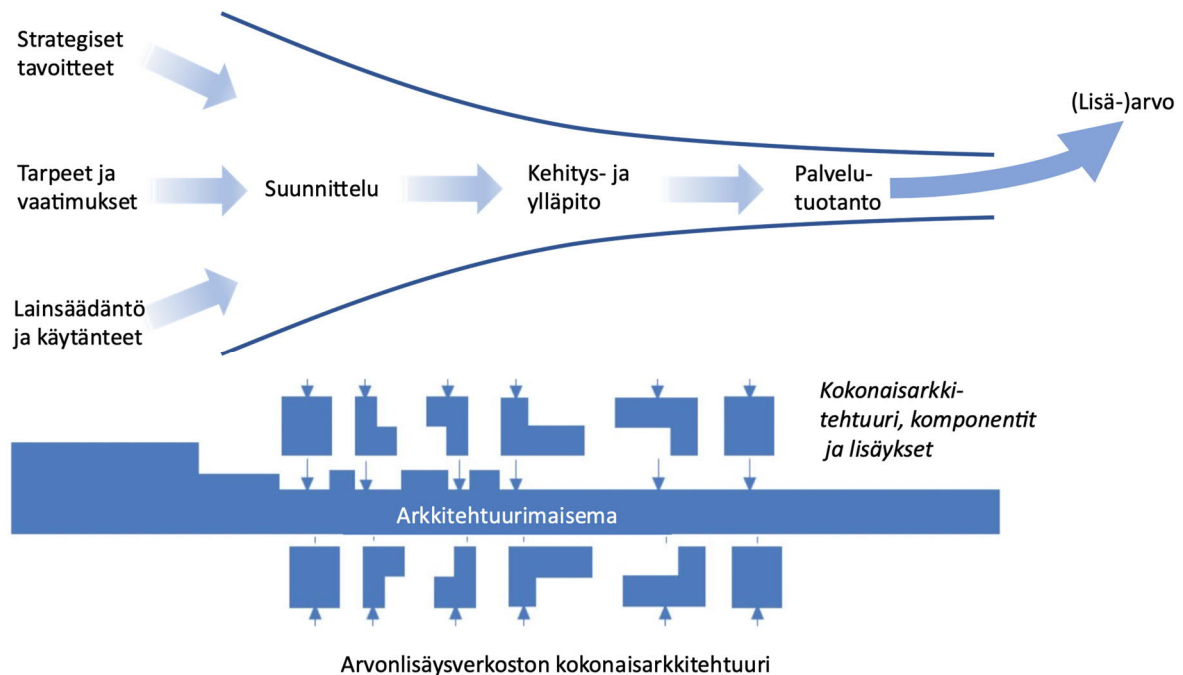 Strategiset
tavoitteet
(Lisä-)arvo
Tarpeet ja
vaatimukset
Suunnittelu
Kehitys- ja
ylläpito
Palvelu-
tuotanto
Lainsäädäntö
ja käytänteet
Kokonaisarkki-
tehtuuri, komponentit
ja lisäykset
Arkkitehtuurimaisema
Arvonlisäysverkoston kokonaisarkkitehtuuri